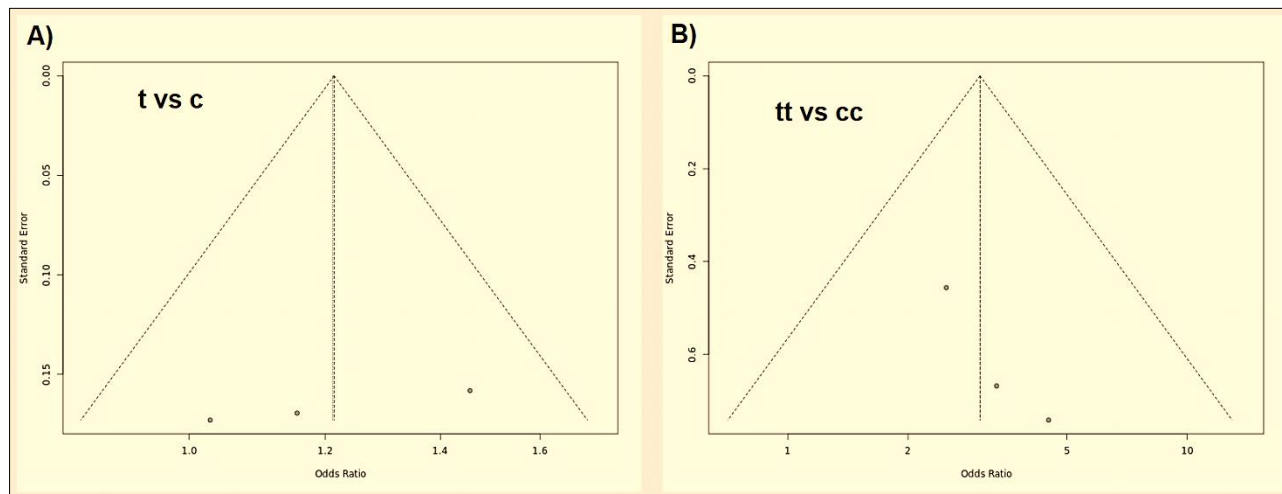 A)
t vs c
0.00
0.05
0.10
0.15
Standard Error
1.0
1.2
1.4
1.6
Odds Ratio
B)
tt vs cc
0.0
0.2
0.4
0.6
Standard Error
1
2
5
10
Odds Ratio